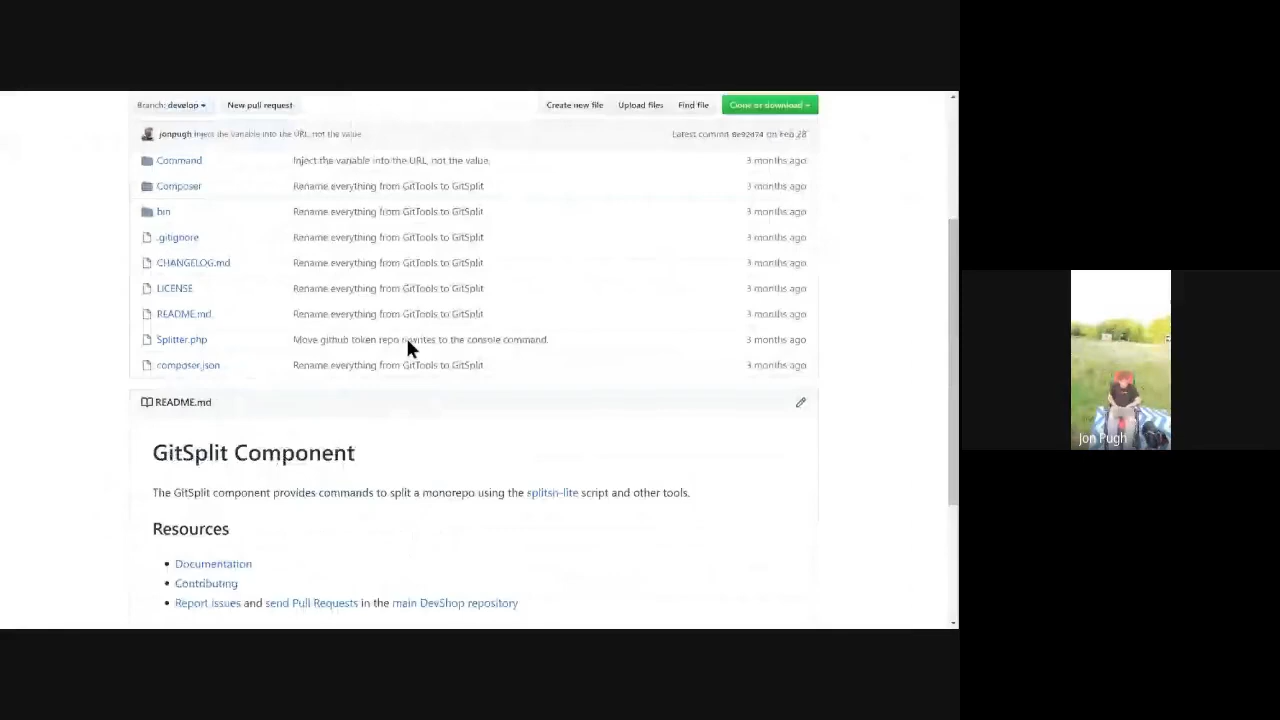 Branch: develop New pull request Create new file Upload files Find file Clone or download
jonpugh Inject the variable into the URL, not the value Latest commit 8e92d74 on Feb 28
Command Inject the variable into the URL, not the value. 3 months ago
Composer Rename everything from GitTools to GitSplit 3 months ago
bin Rename everything from GitTools to GitSplit 3 months ago
.gitignore Rename everything from GitTools to GitSplit 3 months ago
CHANGELOG.md Rename everything from GitTools to GitSplit 3 months ago
LICENSE Rename everything from GitTools to GitSplit 3 months ago
README.md Rename everything from GitTools to GitSplit 3 months ago
Splitter.php Move github token repo rewrites to the console command. 3 months ago
composer.json Rename everything from GitTools to GitSplit 3 months ago
README.md
GitSplit Component
The GitSplit component provides commands to split a monorepo using the splitsh-lite script and other tools.
Resources
• Documentation
• Contributing
• Report issues and send Pull Requests in the main DevShop repository
Jon Pugh